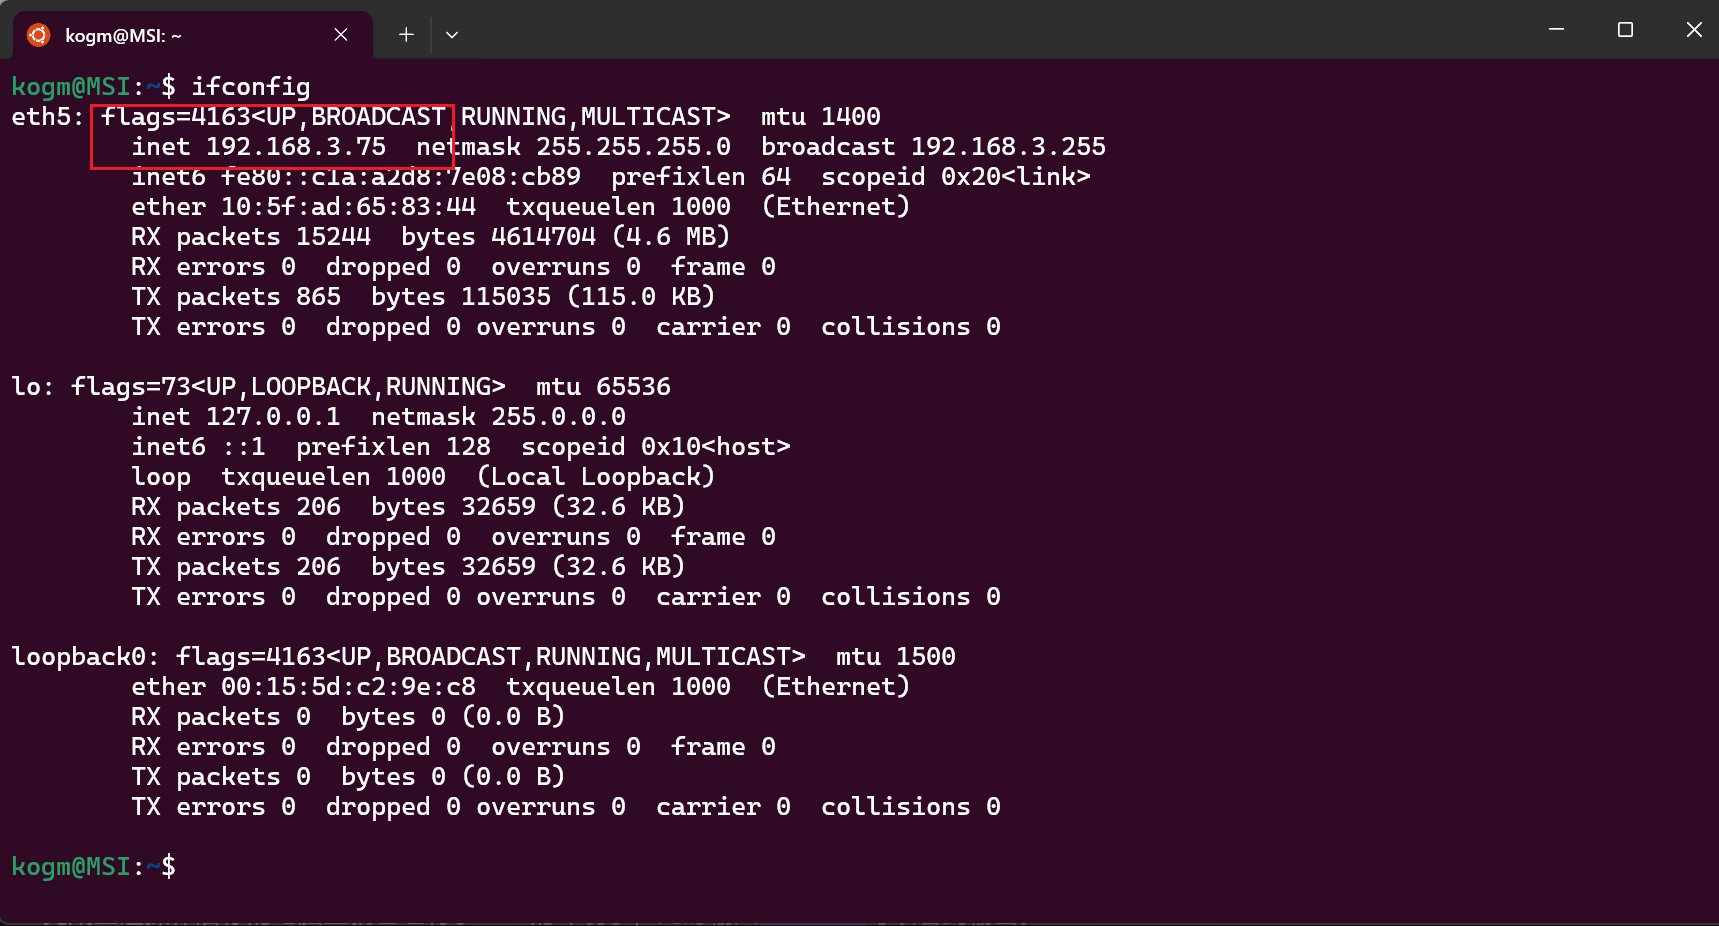 kogm@MSI: ~
kogm@MSI:~$ ifconfig
eth5: flags=4163<UP,BROADCAST,RUNNING,MULTICAST>  mtu 1400
        inet 192.168.3.75  netmask 255.255.255.0  broadcast 192.168.3.255
        inet6 fe80::c1a:a2d8:7e08:cb89  prefixlen 64  scopeid 0x20<link>
        ether 10:5f:ad:65:83:44  txqueuelen 1000  (Ethernet)
        RX packets 15244  bytes 4614704 (4.6 MB)
        RX errors 0  dropped 0  overruns 0  frame 0
        TX packets 865  bytes 115035 (115.0 KB)
        TX errors 0  dropped 0 overruns 0  carrier 0  collisions 0
lo: flags=73<UP,LOOPBACK,RUNNING>  mtu 65536
        inet 127.0.0.1  netmask 255.0.0.0
        inet6 ::1  prefixlen 128  scopeid 0x10<host>
        loop  txqueuelen 1000  (Local Loopback)
        RX packets 206  bytes 32659 (32.6 KB)
        RX errors 0  dropped 0  overruns 0  frame 0
        TX packets 206  bytes 32659 (32.6 KB)
        TX errors 0  dropped 0 overruns 0  carrier 0  collisions 0
loopback0: flags=4163<UP,BROADCAST,RUNNING,MULTICAST>  mtu 1500
        ether 00:15:5d:c2:9e:c8  txqueuelen 1000  (Ethernet)
        RX packets 0  bytes 0 (0.0 B)
        RX errors 0  dropped 0  overruns 0  frame 0
        TX packets 0  bytes 0 (0.0 B)
        TX errors 0  dropped 0 overruns 0  carrier 0  collisions 0
kogm@MSI:~$